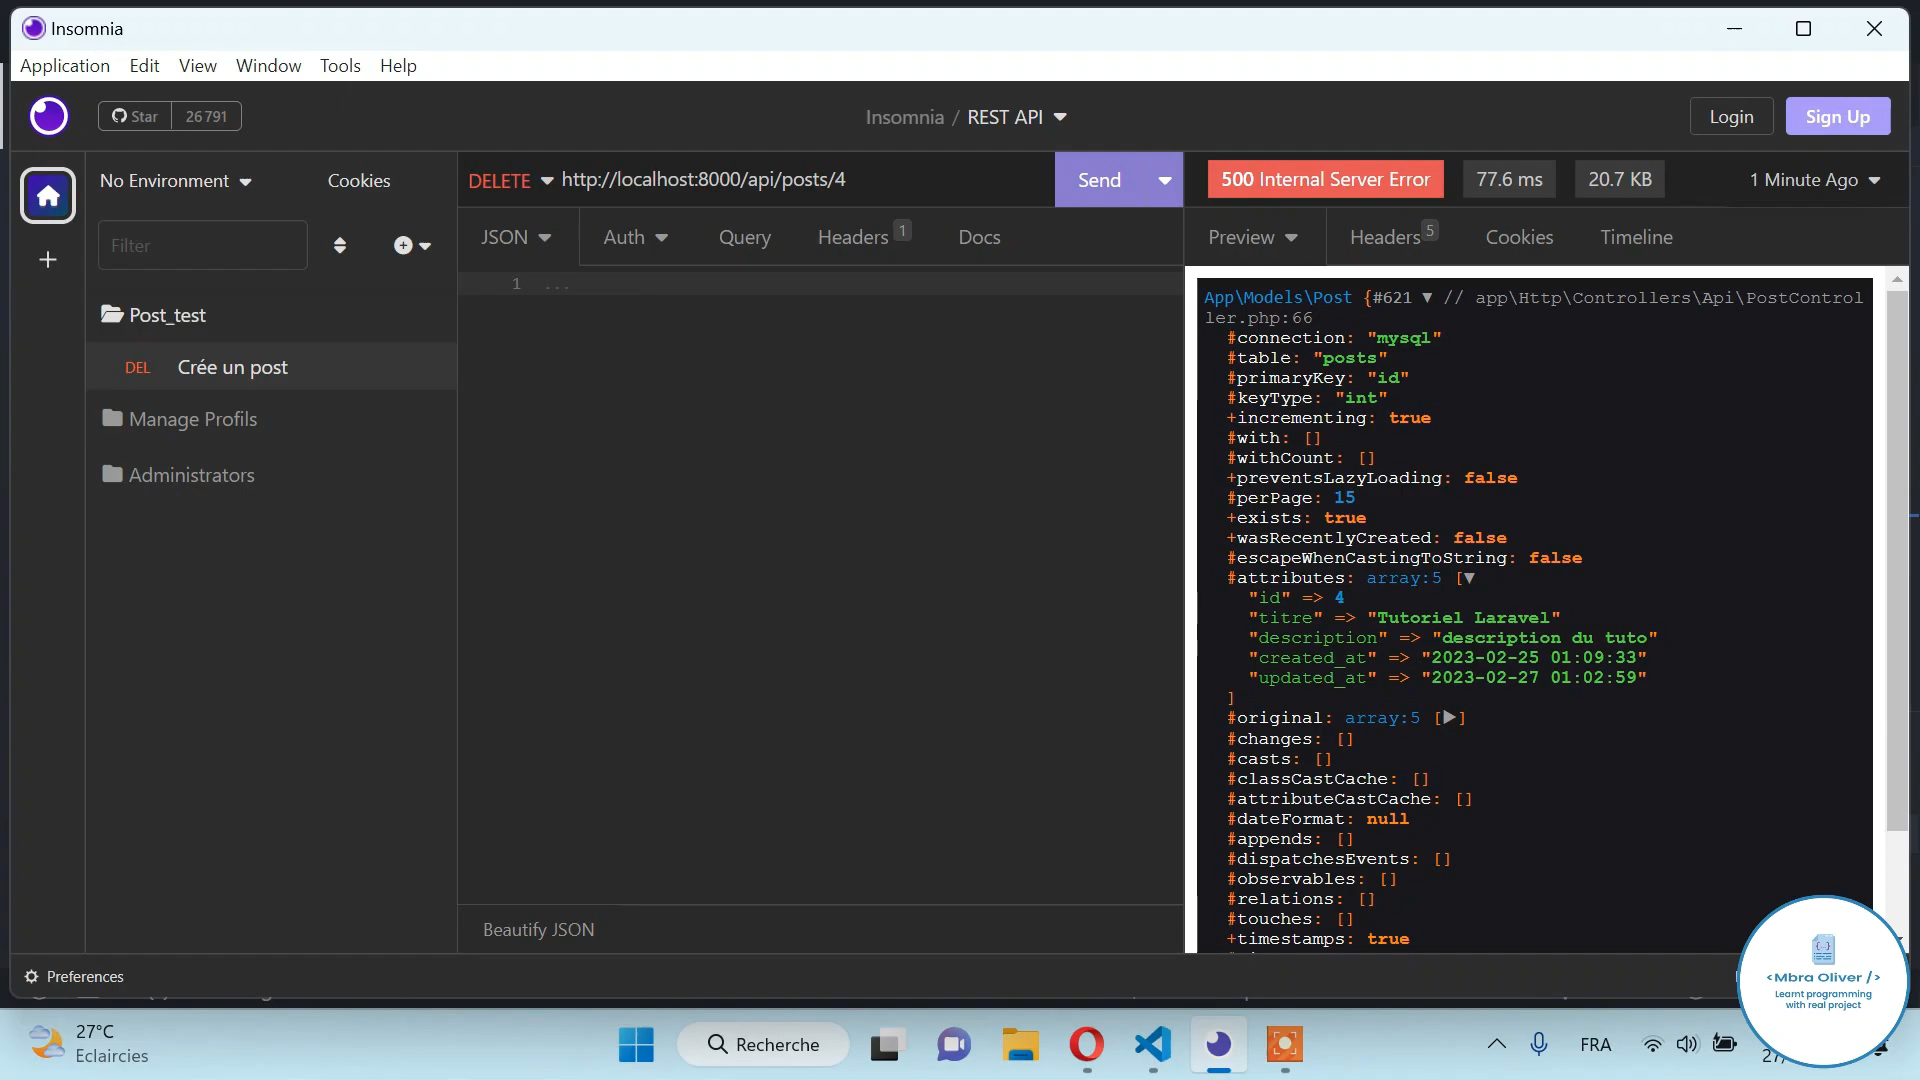 Insomnia
Application Edit View Window Tools Help
Star 26 791
Insomnia / REST API
Login
Sign Up
No Environment
Cookies
DELETE http://localhost:8000/api/posts/4
Send
500 Internal Server Error
77.6 ms
20.7 KB
1 Minute Ago
Filter
JSON Auth Query Headers 1 Docs
Preview Headers 5 Cookies Timeline
1 ...
Post_test
DEL Crée un post
Manage Profils
Administrators
App\Models\Post {#621 ▼ // app\Http\Controllers\Api\PostControl
ler.php:66
#connection: "mysql"
#table: "posts"
#primaryKey: "id"
#keyType: "int"
+incrementing: true
#with: []
#withCount: []
+preventsLazyLoading: false
#perPage: 15
+exists: true
+wasRecentlyCreated: false
#escapeWhenCastingToString: false
#attributes: array:5 [▼
"id" => 4
"titre" => "Tutoriel Laravel"
"description" => "description du tuto"
"created_at" => "2023-02-25 01:09:33"
"updated_at" => "2023-02-27 01:02:59"
]
#original: array:5 [▶]
#changes: []
#casts: []
#classCastCache: []
#attributeCastCache: []
#dateFormat: null
#appends: []
#dispatchesEvents: []
#observables: []
#relations: []
#touches: []
+timestamps: true
Beautify JSON
Preferences
<Mbra Oliver />
Learnt programming
with real project
27°C
Eclaircies
Recherche
FRA